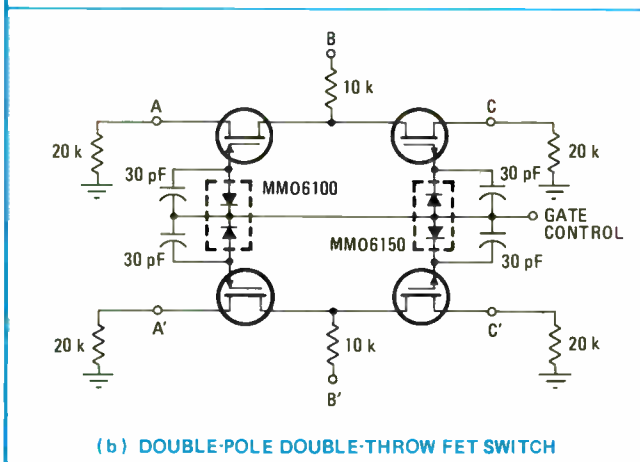 B
10 k
A
C
20 k
20 k
30 pF
MMO6100
30 pF
GATE
CONTROL
30 pF
MMO6150
30 pF
A'
C'
20 k
10 k
20 k
B'
(b) DOUBLE-POLE DOUBLE-THROW FET SWITCH